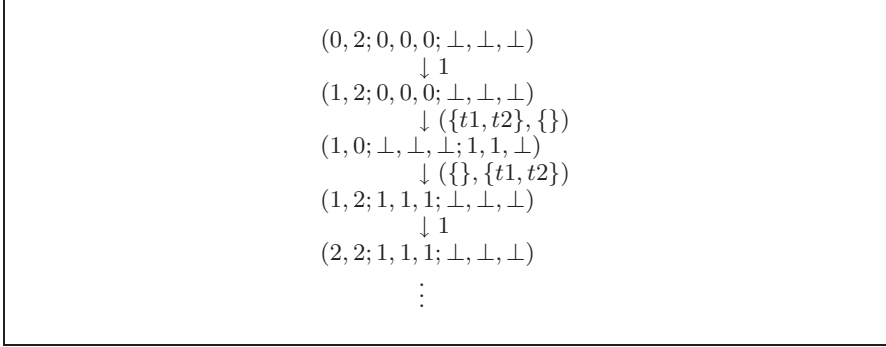 (0, 2; 0, 0, 0; ⊥, ⊥, ⊥)
↓ 1
(1, 2; 0, 0, 0; ⊥, ⊥, ⊥)
↓ ({t1, t2}, {})
(1, 0; ⊥, ⊥, ⊥; 1, 1, ⊥)
↓ ({}, {t1, t2})
(1, 2; 1, 1, 1; ⊥, ⊥, ⊥)
↓ 1
(2, 2; 1, 1, 1; ⊥, ⊥, ⊥)
⋮